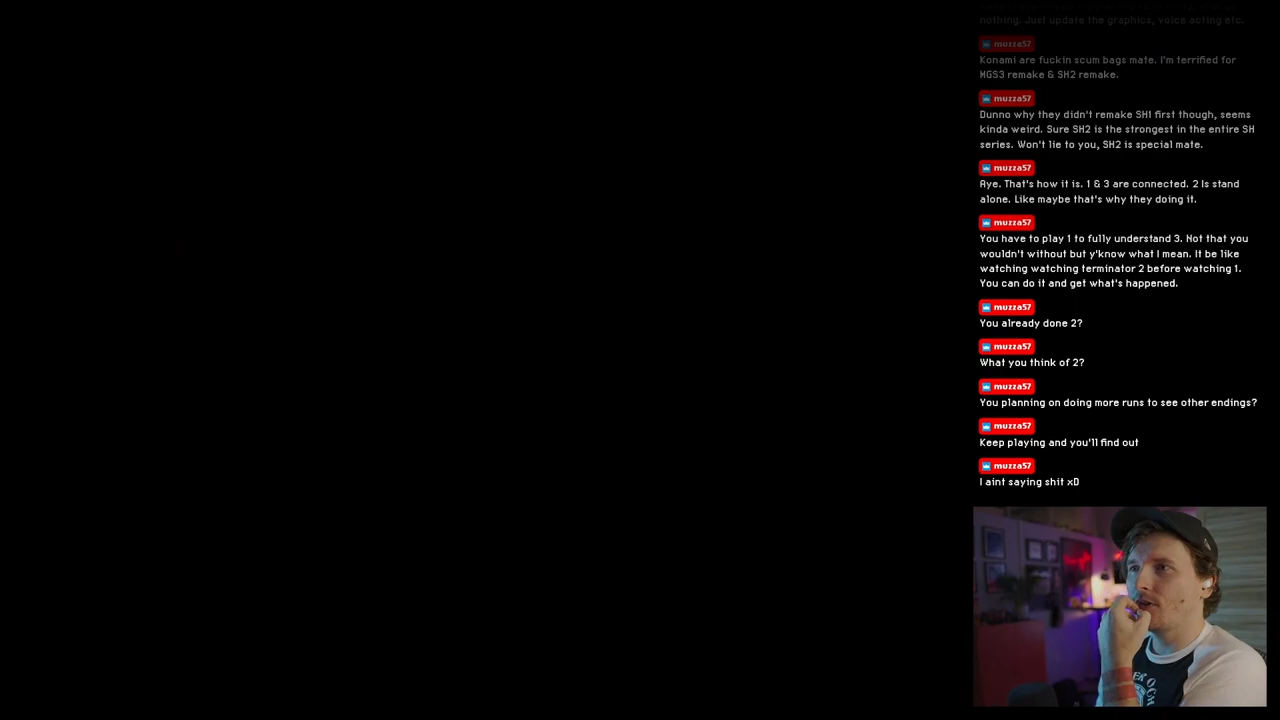 nothing. Just update the graphics, voice acting etc.
muzza57
Konami are fuckin scum bags mate. I'm terrified for
MGS3 remake & SH2 remake.
muzza57
Dunno why they didn't remake SH1 first though, seems
kinda weird. Sure SH2 is the strongest in the entire SH
series. Won't lie to you, SH2 is special mate.
muzza57
Aye. That's how it is. 1 & 3 are connected. 2 Is stand
alone. Like maybe that's why they doing it.
muzza57
You have to play 1 to fully understand 3. Not that you
wouldn't without but y'know what I mean. It be like
watching watching terminator 2 before watching 1.
You can do it and get what's happened.
muzza57
You already done 2?
muzza57
What you think of 2?
muzza57
You planning on doing more runs to see other endings?
muzza57
Keep playing and you'll find out
muzza57
I aint saying shit xD